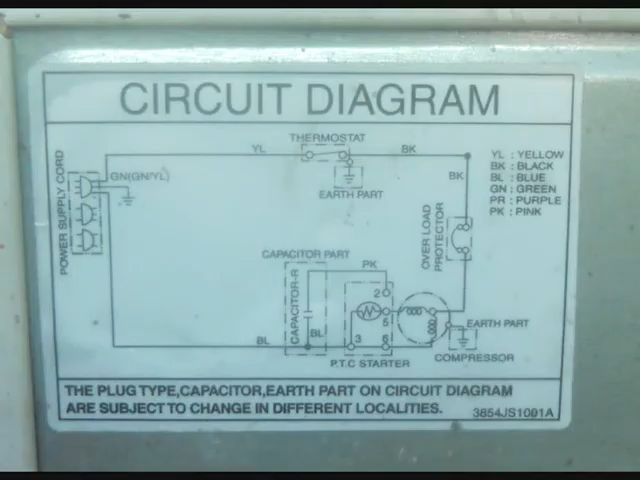 CIRCUIT DIAGRAM
THERMOSTAT
YL
BK
YL : YELLOW
BK : BLACK
BL : BLUE
GN : GREEN
PR : PURPLE
PK : PINK
GN(GN/YL)
BK
EARTH PART
POWER SUPPLY CORD
OVER LOAD
PROTECTOR
CAPACITOR PART
PK
CAPACITOR-R
2
5
BL
BL
3
6
EARTH PART
COMPRESSOR
P.T.C STARTER
THE PLUG TYPE,CAPACITOR,EARTH PART ON CIRCUIT DIAGRAM
ARE SUBJECT TO CHANGE IN DIFFERENT LOCALITIES.
3854JS1001A